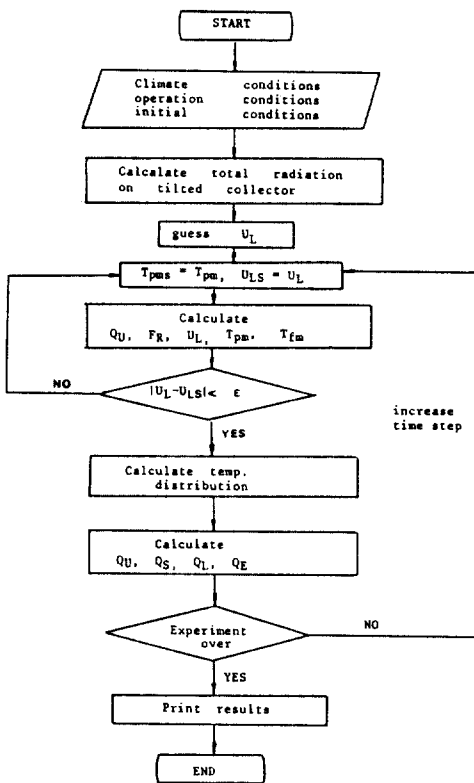 START
Climate conditions
operation conditions
initial conditions
Calculate total radiation
on tilted collector
guess U_L
T_pms = T_pm, U_LS = U_L
Calculate
Q_U, F_R, U_L, T_pm, T_fm
NO
|U_L-U_LS|< ε
YES
increase
time step
Calculate temp.
distribution
Calculate
Q_U, Q_S, Q_L, Q_E
Experiment
over
NO
YES
Print results
END